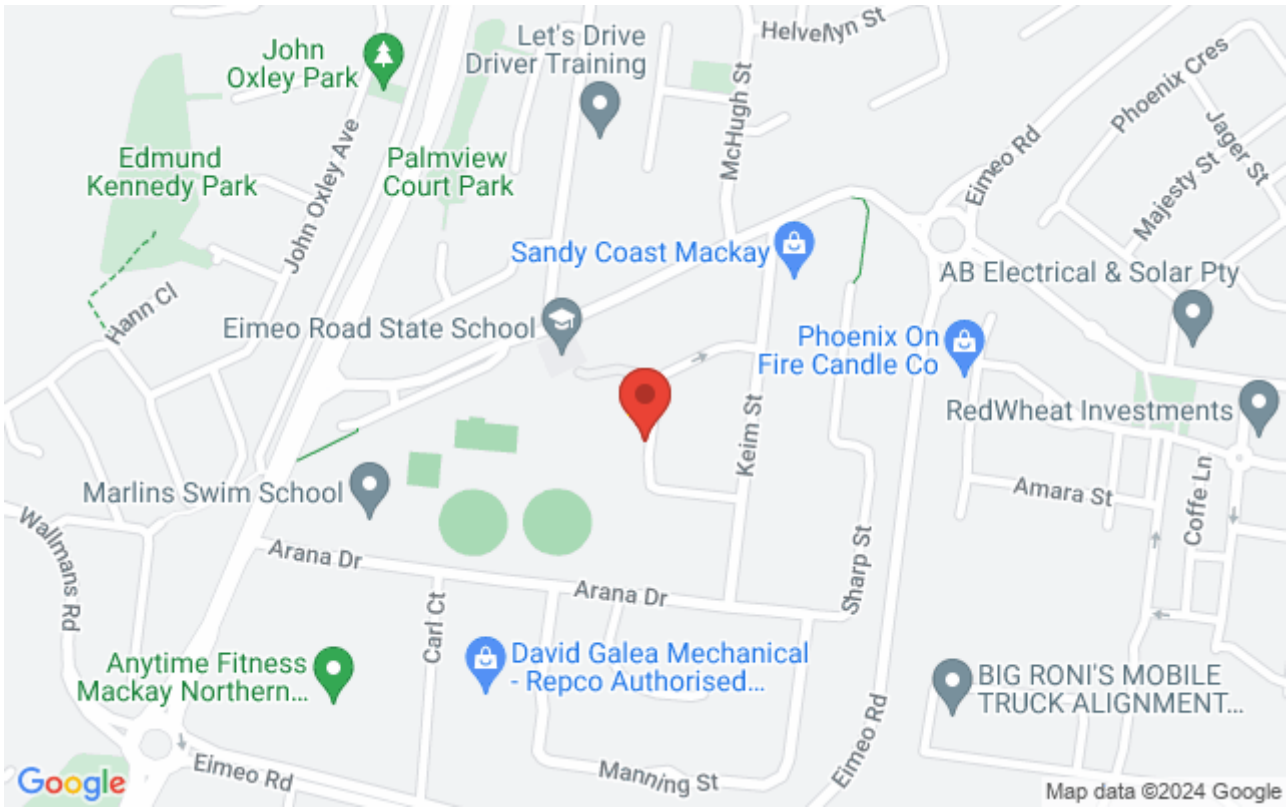 Helvellyn St
Let's Drive
Driver Training
John
Oxley Park
Phoenix Cres
McHugh St
Jager St
Edmund
Kennedy Park
Palmview
Court Park
Eimeo Rd
John Oxley Ave
Majesty St
Sandy Coast Mackay
AB Electrical & Solar Pty
Hann Cl
Eimeo Road State School
Phoenix On
Fire Candle Co
RedWheat Investments
Keim St
Marlins Swim School
Amara St
Coffe Ln
Wallmans Rd
Arana Dr
Sharp St
Arana Dr
Carl Ct
David Galea Mechanical
- Repco Authorised...
Anytime Fitness
Mackay Northern...
BIG RONI'S MOBILE
TRUCK ALIGNMENT...
Eimeo Rd
Eimeo Rd
Manning St
Google
Map data ©2024 Google